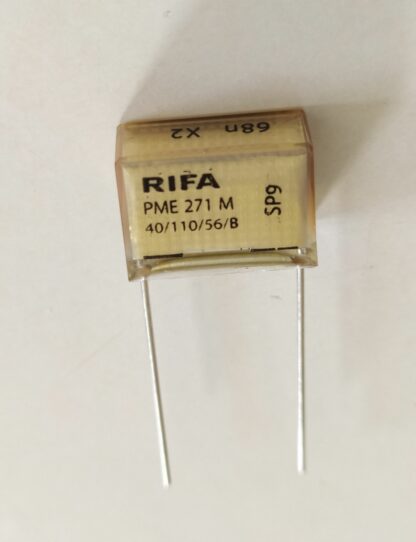 68n X2
RIFA
PME 271 M
40/110/56/B
SP9